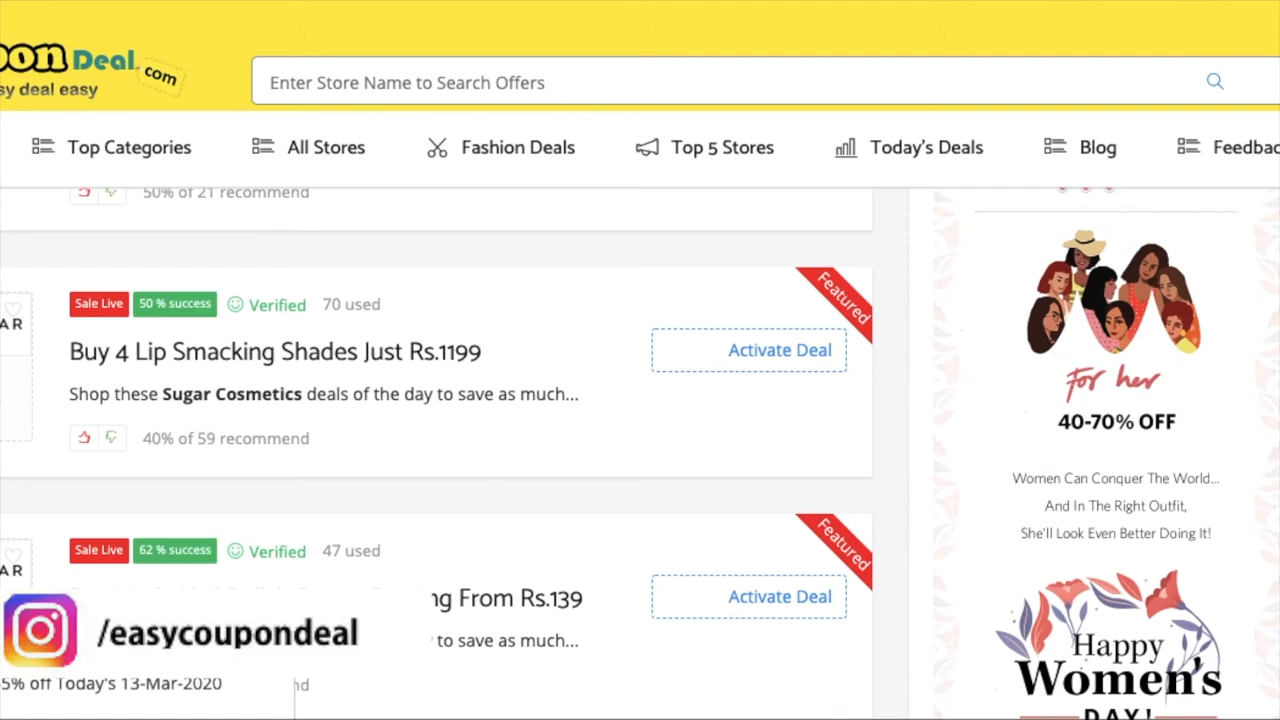 oon Deal .com
sy deal easy
Enter Store Name to Search Offers
Top Categories
All Stores
Fashion Deals
Top 5 Stores
Today's Deals
Blog
Feedbac
50% of 21 recommend
Featured
AR
Sale Live
50 % success
Verified
70 used
Buy 4 Lip Smacking Shades Just Rs.1199
Activate Deal
Shop these Sugar Cosmetics deals of the day to save as much...
40% of 59 recommend
Featured
AR
Sale Live
62 % success
Verified
47 used
ng From Rs.139
Activate Deal
to save as much...
/easycoupondeal
5% off Today's 13-Mar-2020
nd
For her
40-70% OFF
Women Can Conquer The World...
And In The Right Outfit,
She'll Look Even Better Doing It!
Happy
Women's
DAY!